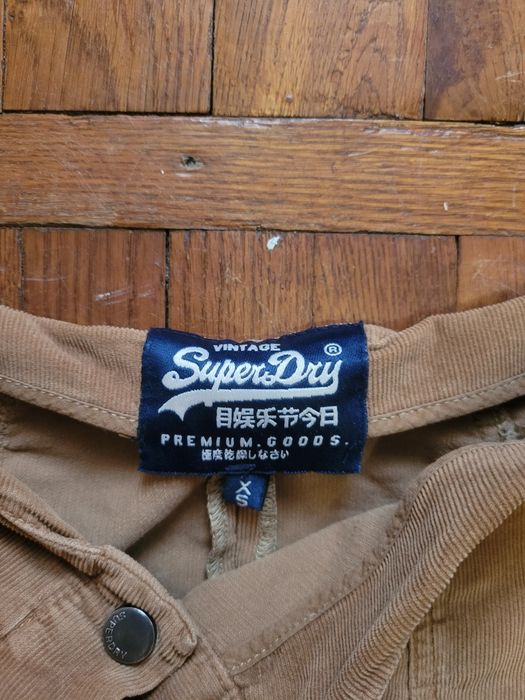 VINTAGE
SuperDry ®
目娱乐节今日
PREMIUM.GOODS.
極度乾燥しなさい
XS
SUPERDRY